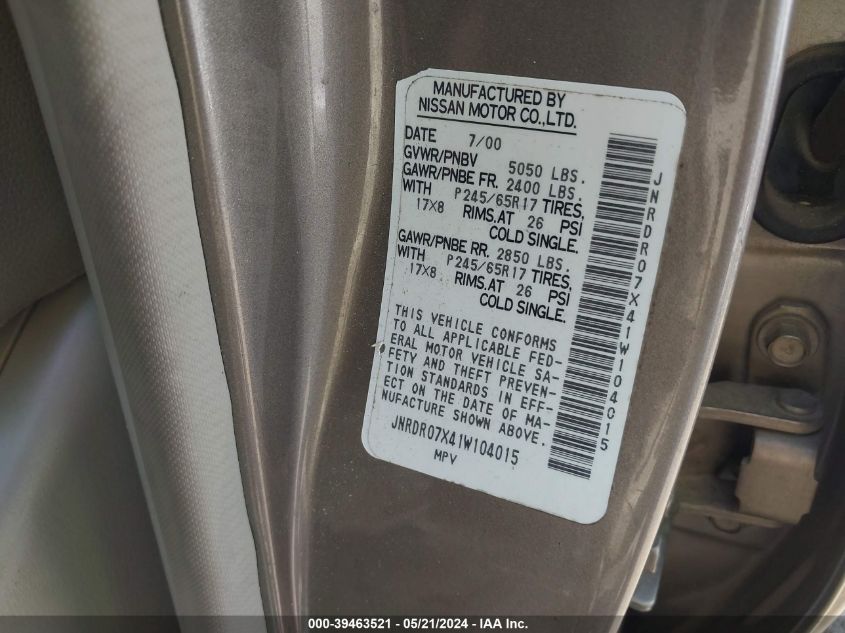 MANUFACTURED BY
NISSAN MOTOR CO.,LTD.
DATE 7/00
GVWR/PNBV 5050 LBS.
GAWR/PNBE FR. 2400 LBS.
WITH P245/65R17 TIRES,
17X8 RIMS.AT 26 PSI
COLD SINGLE.
GAWR/PNBE RR. 2850 LBS.
WITH P245/65R17 TIRES,
17X8 RIMS.AT 26 PSI
COLD SINGLE.
THIS VEHICLE CONFORMS
TO ALL APPLICABLE FED-
ERAL MOTOR VEHICLE SA-
FETY AND THEFT PREVEN-
TION STANDARDS IN EFF-
ECT ON THE DATE OF MA-
NUFACTURE SHOWN ABOVE.
JNRDR07X41W104015
MPV
JNRDR07X41W104015
000-39463521 - 05/21/2024 - IAA Inc.